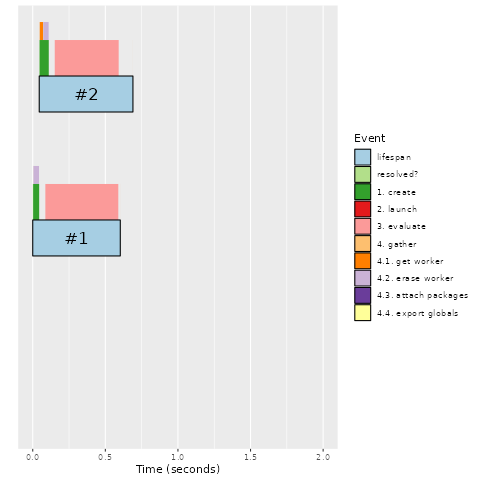 #2
#1
0.0 0.5 1.0 1.5 2.0
Time (seconds)
Event
lifespan
resolved?
1. create
2. launch
3. evaluate
4. gather
4.1. get worker
4.2. erase worker
4.3. attach packages
4.4. export globals